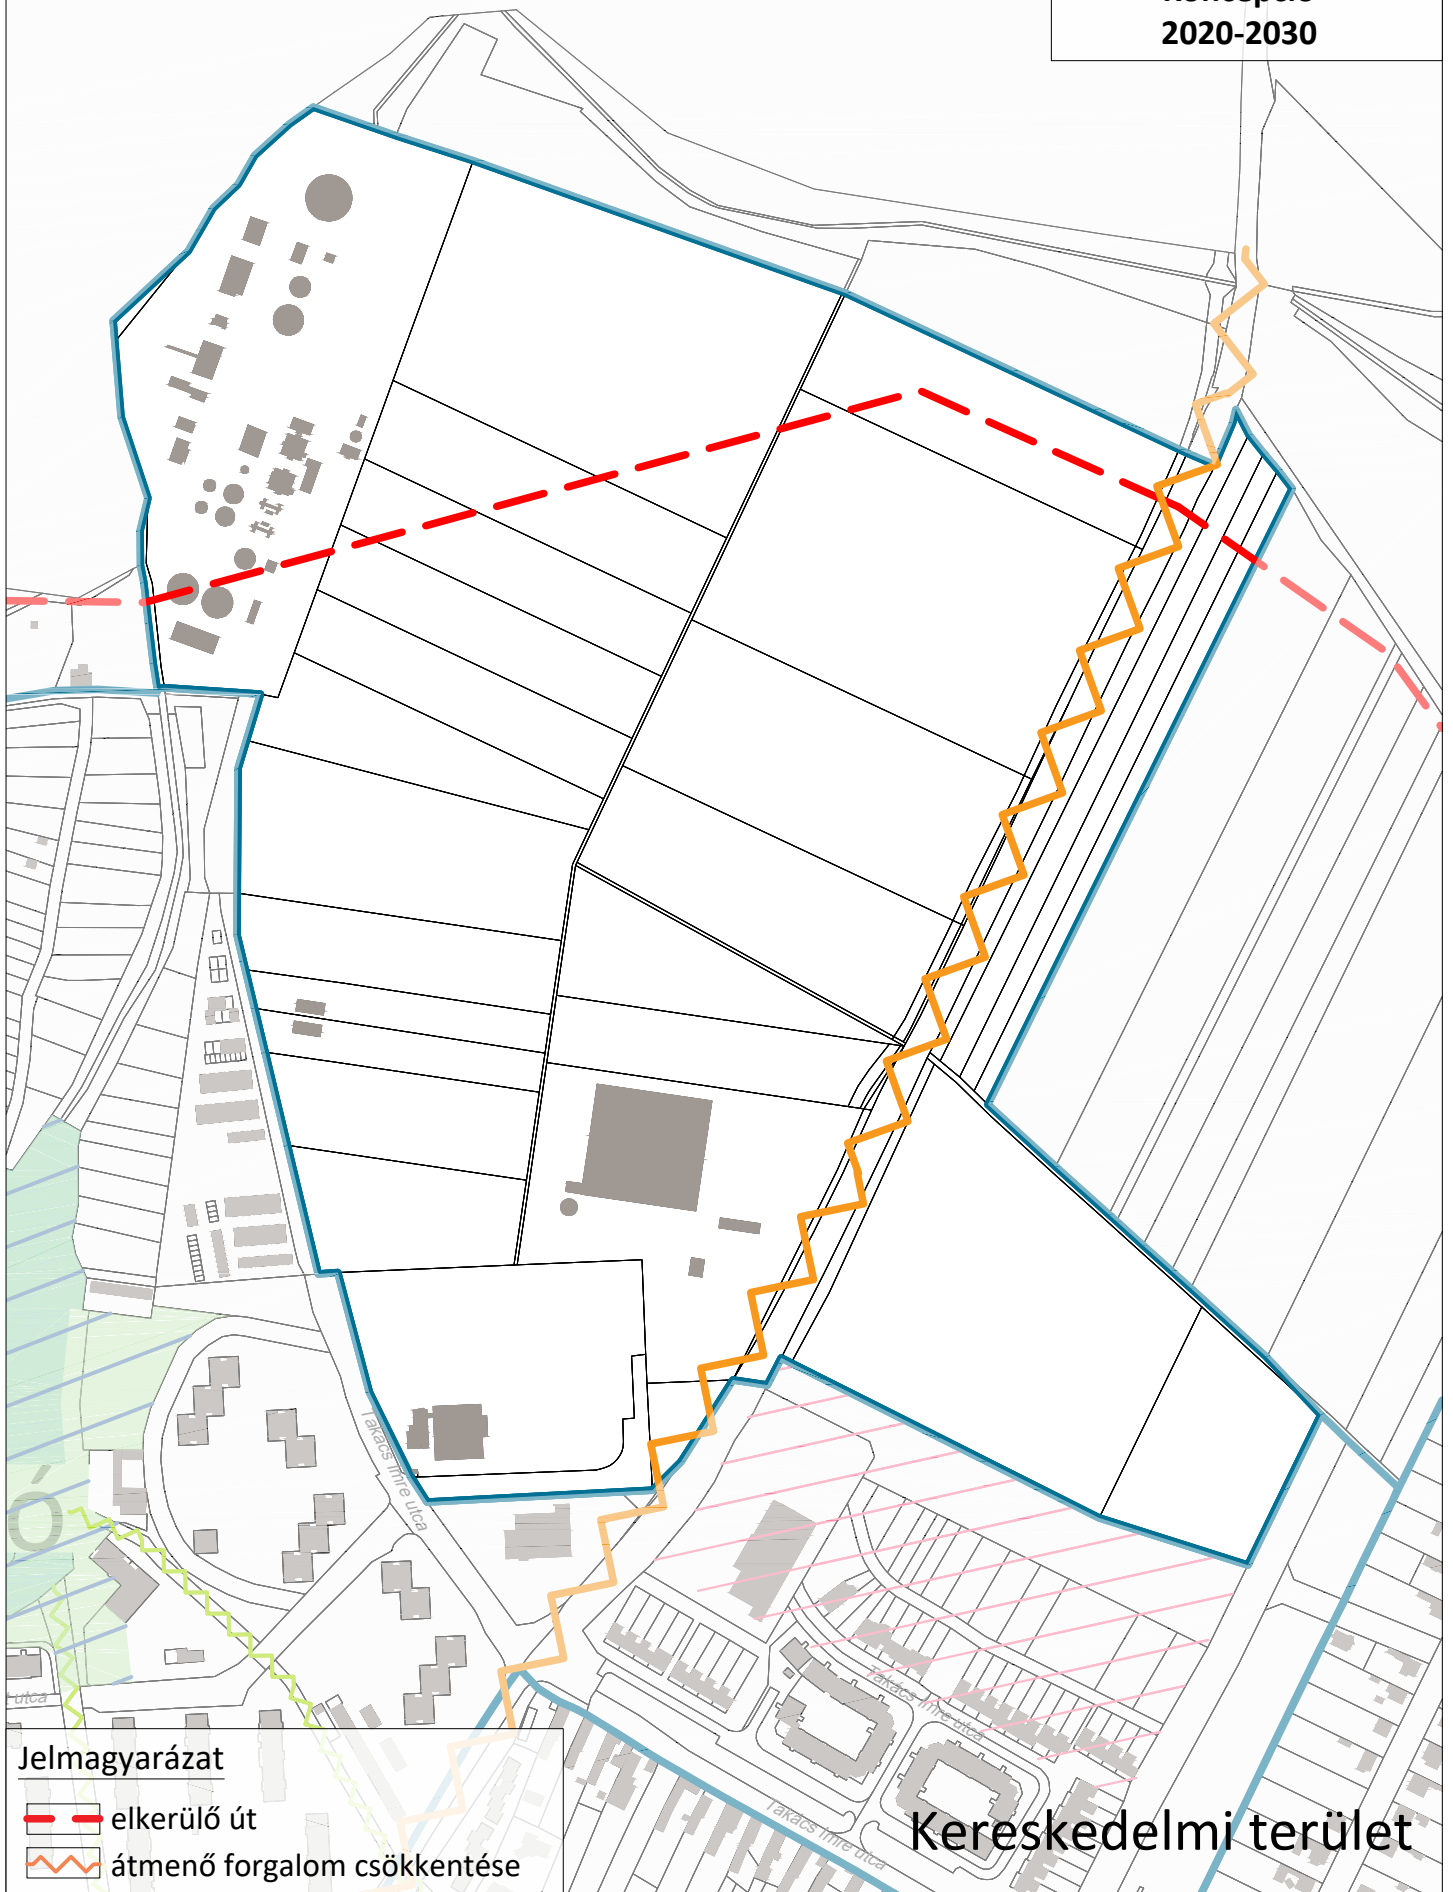 2020-2030
Takács Imre utca
Ó
utca
Takács Imre utca
Takács Imre utca
Jelmagyarázat
elkerülő út
átmenő forgalom csökkentése
Kereskedelmi terület